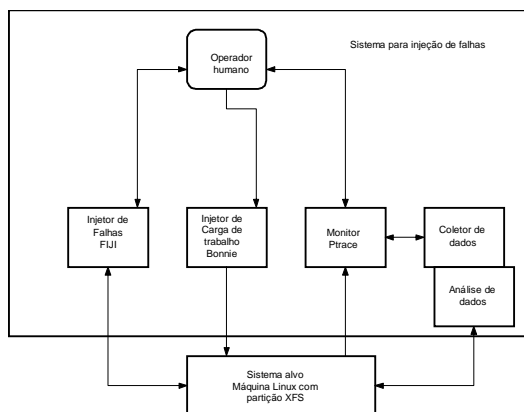 Sistema para injeção de falhas
Operador
humano
Injetor de
Falhas
FIJI
Injetor de
Carga de
trabalho
Bonnie
Monitor
Ptrace
Coletor de
dados
Análise de
dados
Sistema alvo
Máquina Linux com
partição XFS